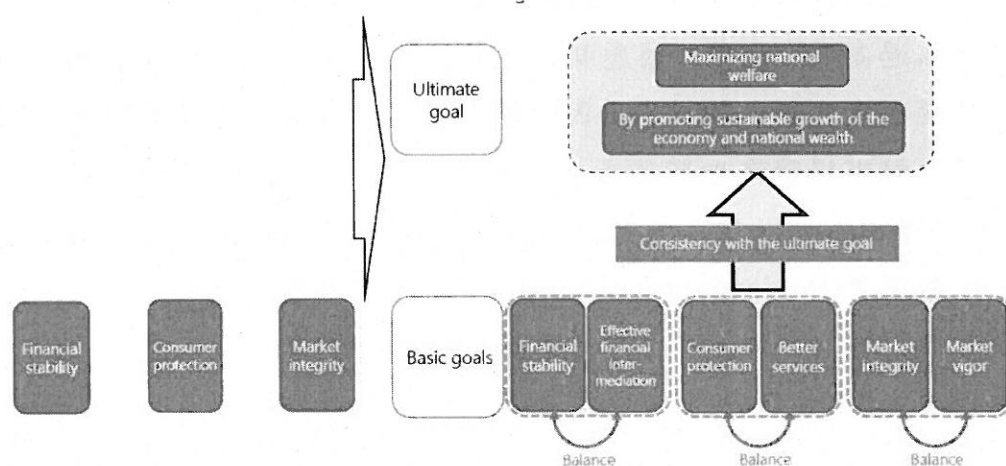 Maximizing national
welfare
Ultimate
goal
By promoting sustainable growth of the
economy and national wealth
Consistency with the ultimate goal
Financial
stability
Consumer
protection
Market
integrity
Basic goals
Financial
stability
Effective
financial
inter-
mediation
Consumer
protection
Better
services
Market
integrity
Market
vigor
Balance
Balance
Balance